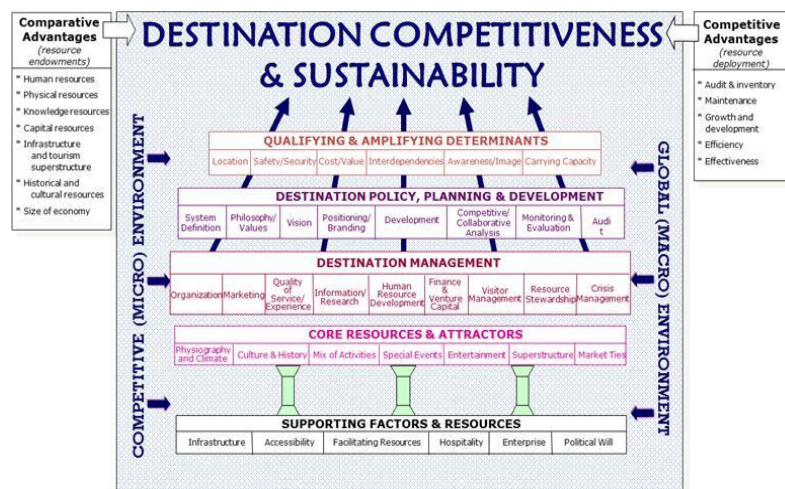 Comparative
Advantages
(resource
endowments)
* Human resources
* Physical resources
* Knowledge resources
* Capital resources
* Infrastructure
and tourism
superstructure
* Historical and
cultural resources
* Size of economy
DESTINATION COMPETITIVENESS
& SUSTAINABILITY
Competitive
Advantages
(resource
deployment)
* Audit & inventory
* Maintenance
* Growth and
development
* Efficiency
* Effectiveness
COMPETITIVE (MICRO) ENVIRONMENT
GLOBAL (MACRO) ENVIRONMENT
QUALIFYING & AMPLIFYING DETERMINANTS
Location Safety/Security Cost/Value Interdependencies Awareness/Image Carrying Capacity
DESTINATION POLICY, PLANNING & DEVELOPMENT
System
Definition
Philosophy/
Values
Vision
Positioning/
Branding
Development
Competitive/
Collaborative
Analysis
Monitoring &
Evaluation
Audi
t
DESTINATION MANAGEMENT
Organization
Marketing
Quality
of
Service/
Experience
Information/
Research
Human
Resource
Development
Finance
&
Venture
Capital
Visitor
Management
Resource
Stewardship
Crisis
Management
CORE RESOURCES & ATTRACTORS
Physiography
and Climate
Culture & History
Mix of Activities
Special Events
Entertainment
Superstructure
Market Ties
SUPPORTING FACTORS & RESOURCES
Infrastructure Accessibility Facilitating Resources Hospitality Enterprise Political Will